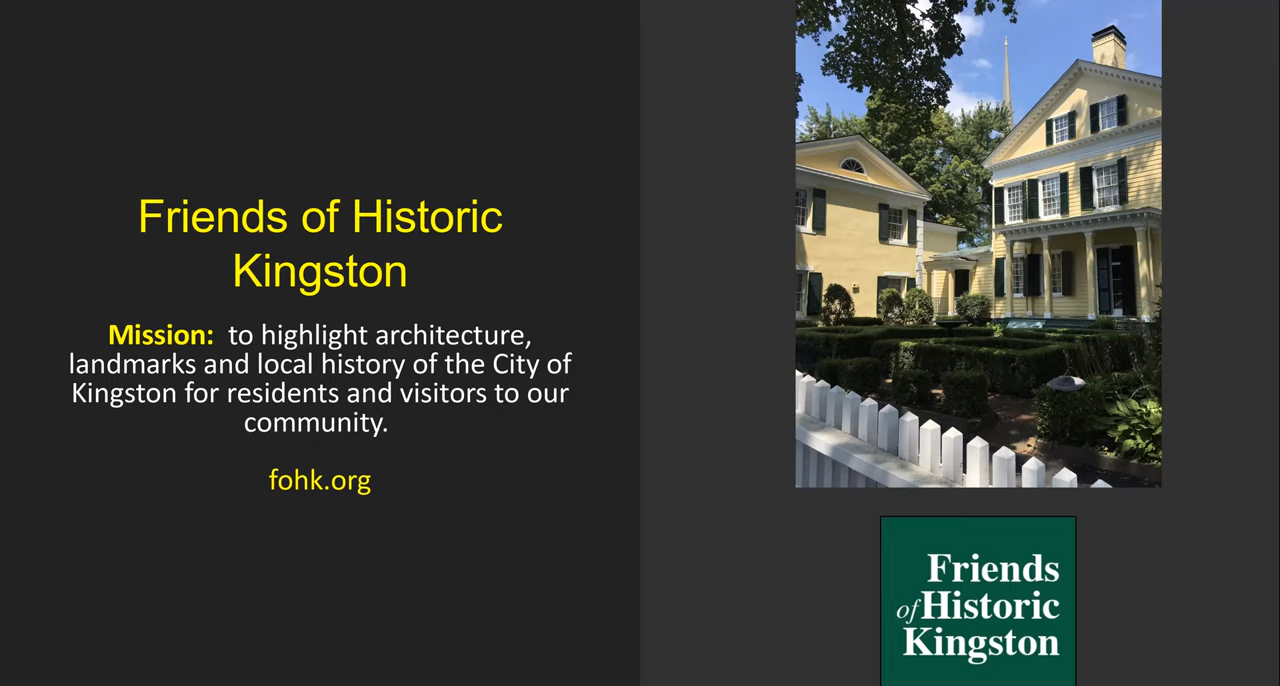 Friends of Historic
Kingston
Mission: to highlight architecture,
landmarks and local history of the City of
Kingston for residents and visitors to our
community.
fohk.org
Friends
of Historic
Kingston